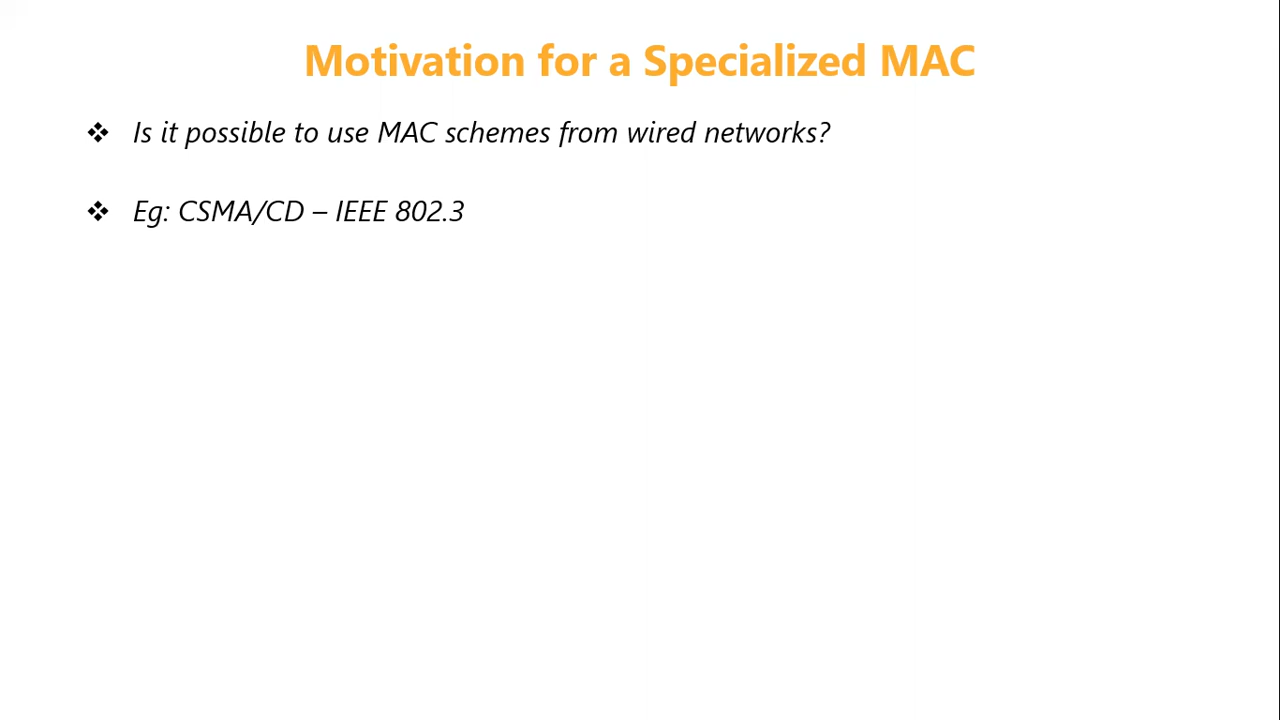 Motivation for a Specialized MAC
❖ Is it possible to use MAC schemes from wired networks?
❖ Eg: CSMA/CD – IEEE 802.3